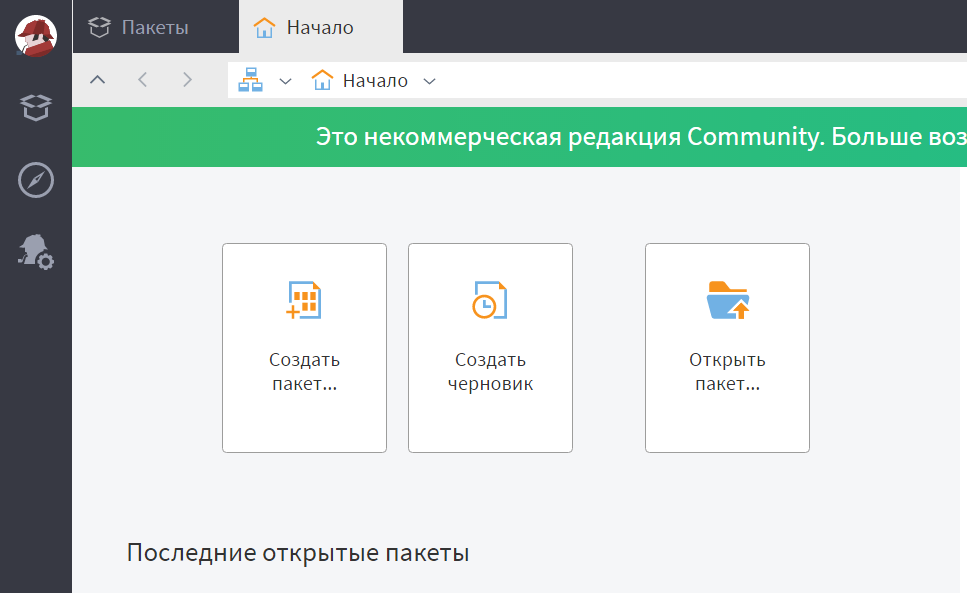 Пакеты
Начало
Начало
Это некоммерческая редакция Community. Больше воз
Создать
пакет...
Создать
черновик
Открыть
пакет...
Последние открытые пакеты